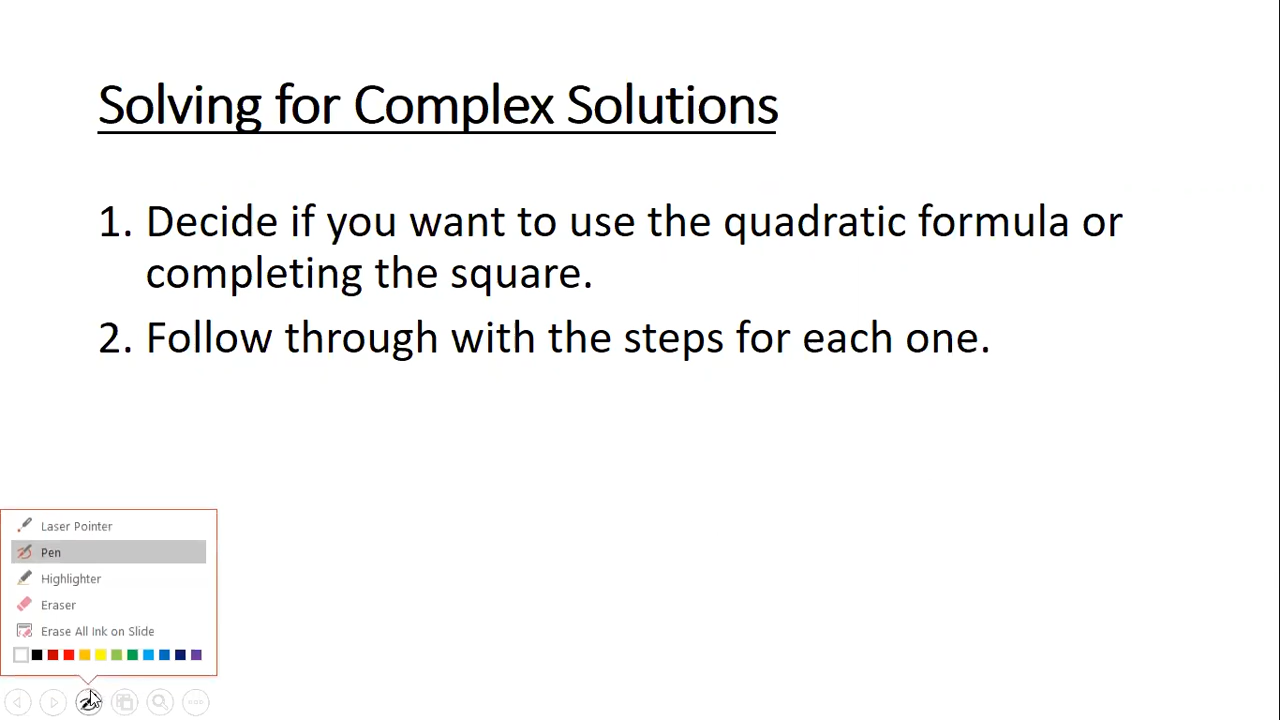 Solving for Complex Solutions
1. Decide if you want to use the quadratic formula or
completing the square.
2. Follow through with the steps for each one.
Laser Pointer
Pen
Highlighter
Eraser
Erase All Ink on Slide